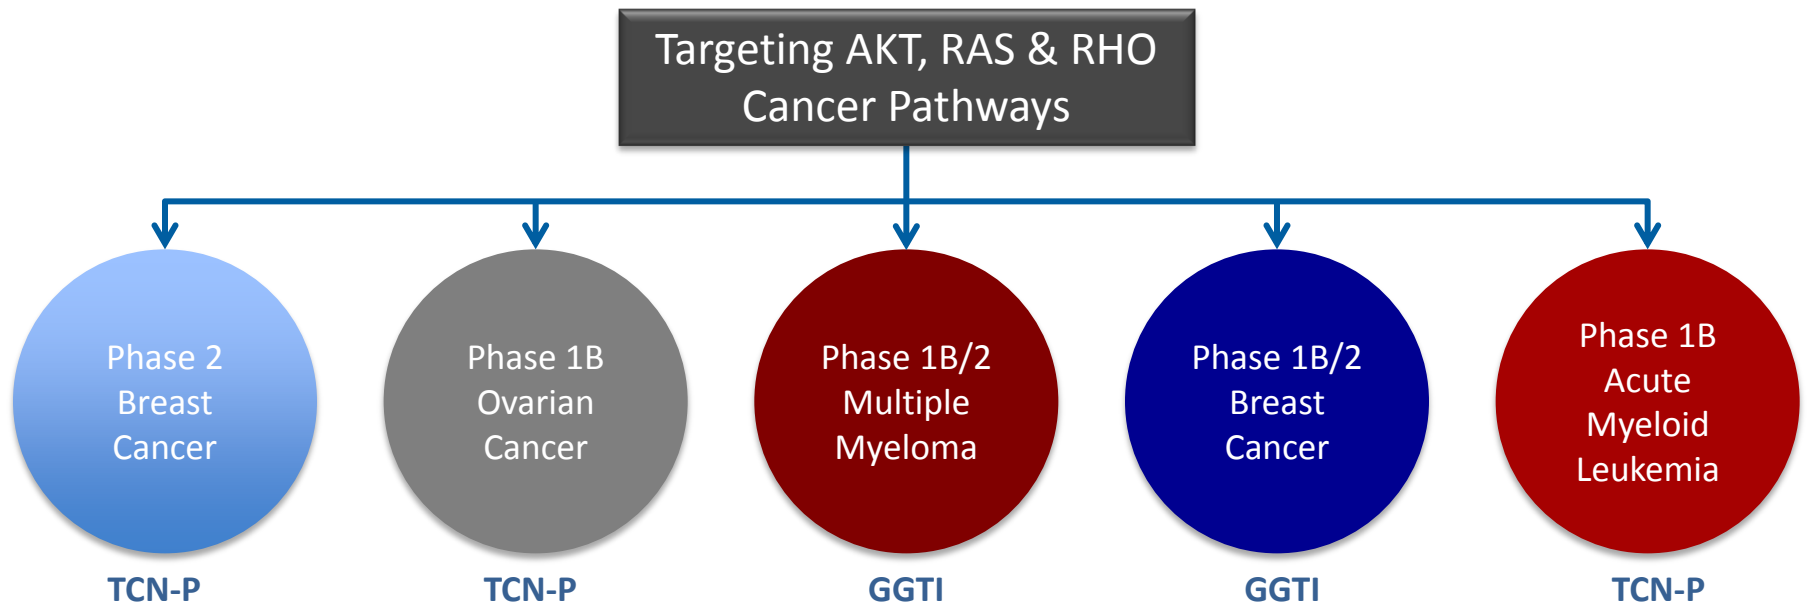 Targeting AKT, RAS & RHO
Cancer Pathways
Phase 2
Breast
Cancer
TCN-P
Phase 1B
Ovarian
Cancer
TCN-P
Phase 1B/2
Multiple
Myeloma
GGTI
Phase 1B/2
Breast
Cancer
GGTI
Phase 1B
Acute
Myeloid
Leukemia
TCN-P